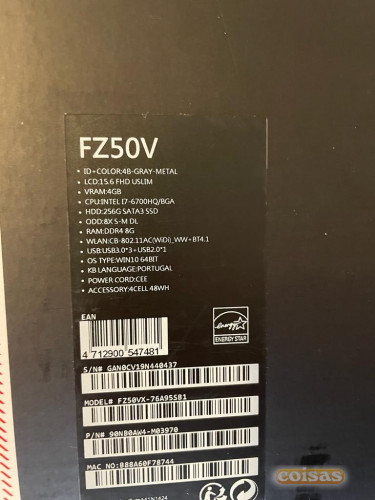 FZ50V
• ID+COLOR:4B-GRAY-METAL
• LCD:15.6 FHD USLIM
• VRAM:4GB
• CPU:INTEL I7-6700HQ/BGA
• HDD:256G SATA3 SSD
• ODD:8X S-M DL
• RAM:DDR4 8G
• WLAN:CB-802.11AC(WiDi)_WW+BT4.1
• USB:USB3.0*3+USB2.0*1
• OS TYPE:WIN10 64BIT
• KB LANGUAGE:PORTUGAL
• POWER CORD:CEE
• ACCESSORY:4CELL 48WH
EAN
4 712900 547481
energy
ENERGY STAR
S/N# GAN0CV19N440437
MODEL# FZ50VX-76A95SB1
P/N# 90NB0AW4-M03970
MAC NO:B88A60F78744
coisas